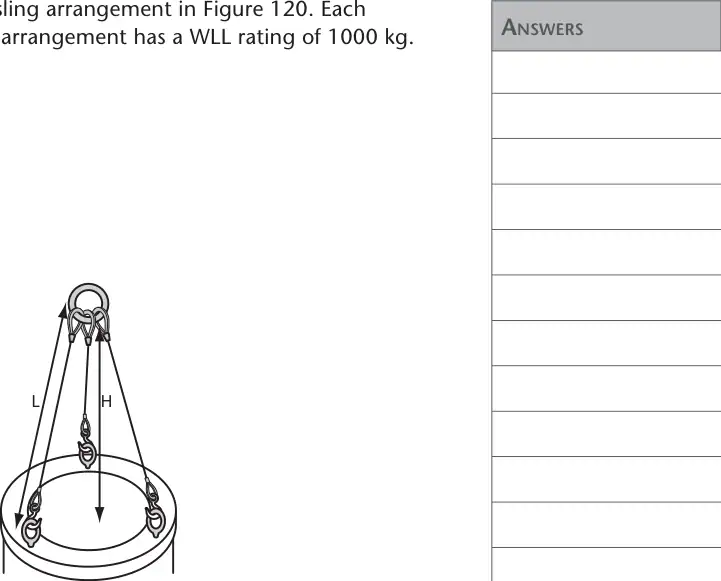 sling arrangement in Figure 120. Each
arrangement has a WLL rating of 1000 kg.
ANSWERS
L
H